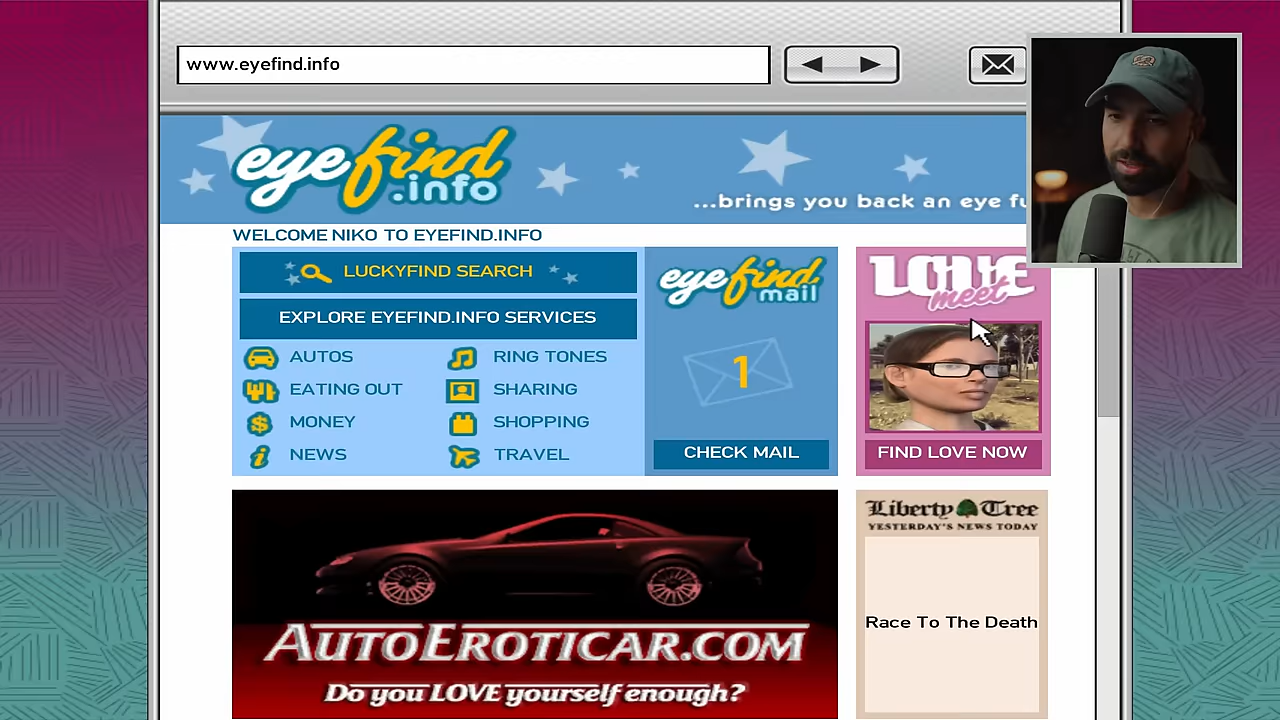 www.eyefind.info
eyefind
.info
...brings you back an eye fu
WELCOME NIKO TO EYEFIND.INFO
LUCKYFIND SEARCH
EXPLORE EYEFIND.INFO SERVICES
AUTOS
RING TONES
EATING OUT
SHARING
MONEY
SHOPPING
NEWS
TRAVEL
eyefind
mail
1
CHECK MAIL
LOVE
meet
FIND LOVE NOW
AUTOEROTICAR.COM
Do you LOVE yourself enough?
Liberty Tree
YESTERDAY'S NEWS TODAY
Race To The Death